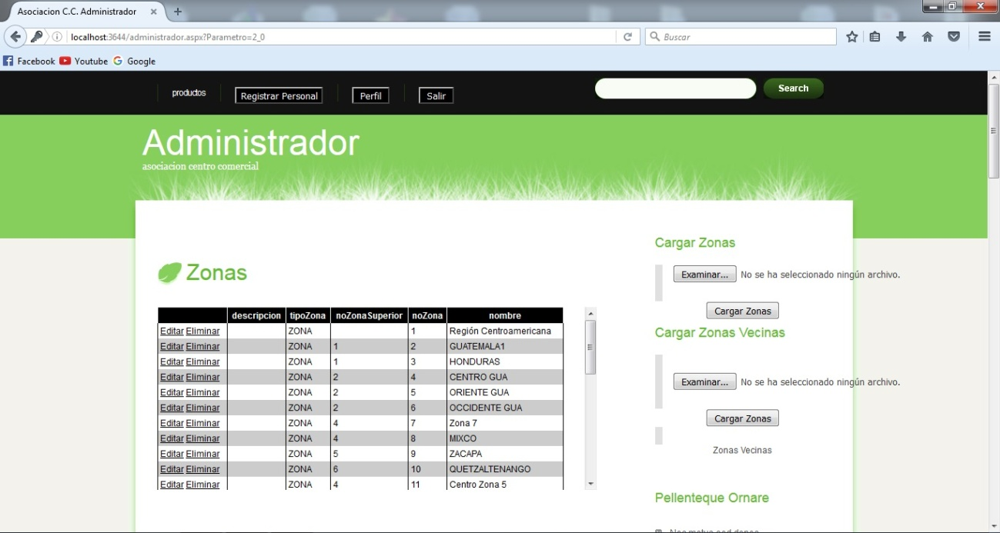 Asociacion C.C. Administrador
localhost:3644/administrador.aspx?Parametro=2_0
Buscar
Facebook Youtube Google
productos Registrar Personal Perfil Salir Search
Administrador
asociacion centro comercial
Zonas
descripcion tipoZona noZonaSuperior noZona nombre
Editar Eliminar ZONA 1 Región Centroamericana
Editar Eliminar ZONA 1 2 GUATEMALA1
Editar Eliminar ZONA 1 3 HONDURAS
Editar Eliminar ZONA 2 4 CENTRO GUA
Editar Eliminar ZONA 2 5 ORIENTE GUA
Editar Eliminar ZONA 2 6 OCCIDENTE GUA
Editar Eliminar ZONA 4 7 Zona 7
Editar Eliminar ZONA 4 8 MIXCO
Editar Eliminar ZONA 5 9 ZACAPA
Editar Eliminar ZONA 6 10 QUETZALTENANGO
Editar Eliminar ZONA 4 11 Centro Zona 5
Cargar Zonas
Examinar... No se ha seleccionado ningún archivo.
Cargar Zonas
Cargar Zonas Vecinas
Examinar... No se ha seleccionado ningún archivo.
Cargar Zonas
Zonas Vecinas
Pellenteque Ornare